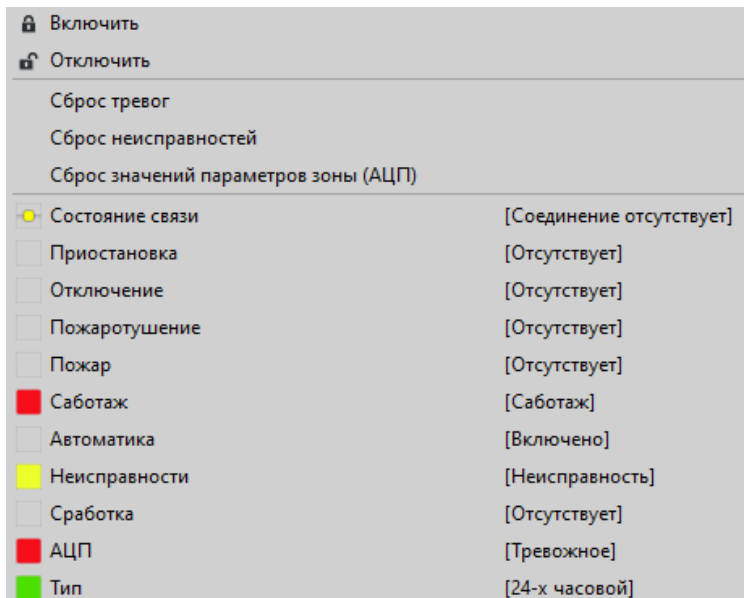 Включить
Отключить
Сброс тревог
Сброс неисправностей
Сброс значений параметров зоны (АЦП)
Состояние связи [Соединение отсутствует]
Приостановка [Отсутствует]
Отключение [Отсутствует]
Пожаротушение [Отсутствует]
Пожар [Отсутствует]
Саботаж [Саботаж]
Автоматика [Включено]
Неисправности [Неисправность]
Сработка [Отсутствует]
АЦП [Тревожное]
Тип [24-х часовой]